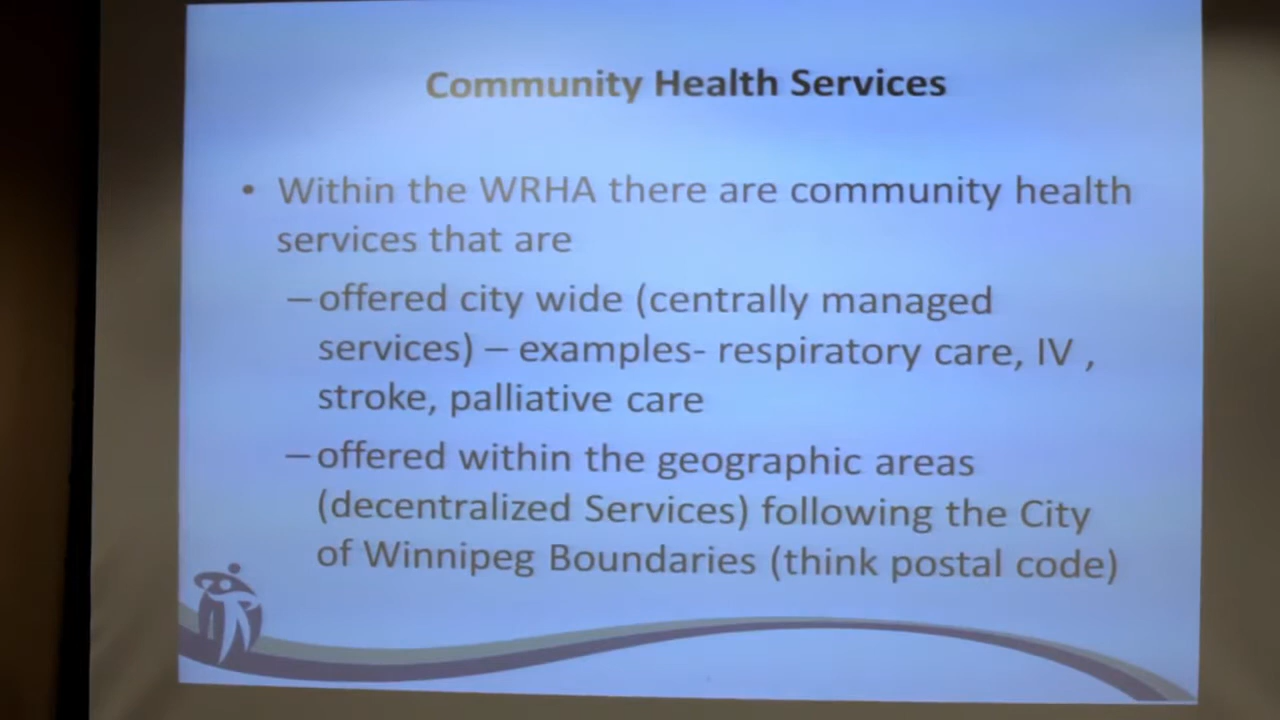 Community Health Services
• Within the WRHA there are community health
services that are
– offered city wide (centrally managed
services) – examples- respiratory care, IV ,
stroke, palliative care
– offered within the geographic areas
(decentralized Services) following the City
of Winnipeg Boundaries (think postal code)